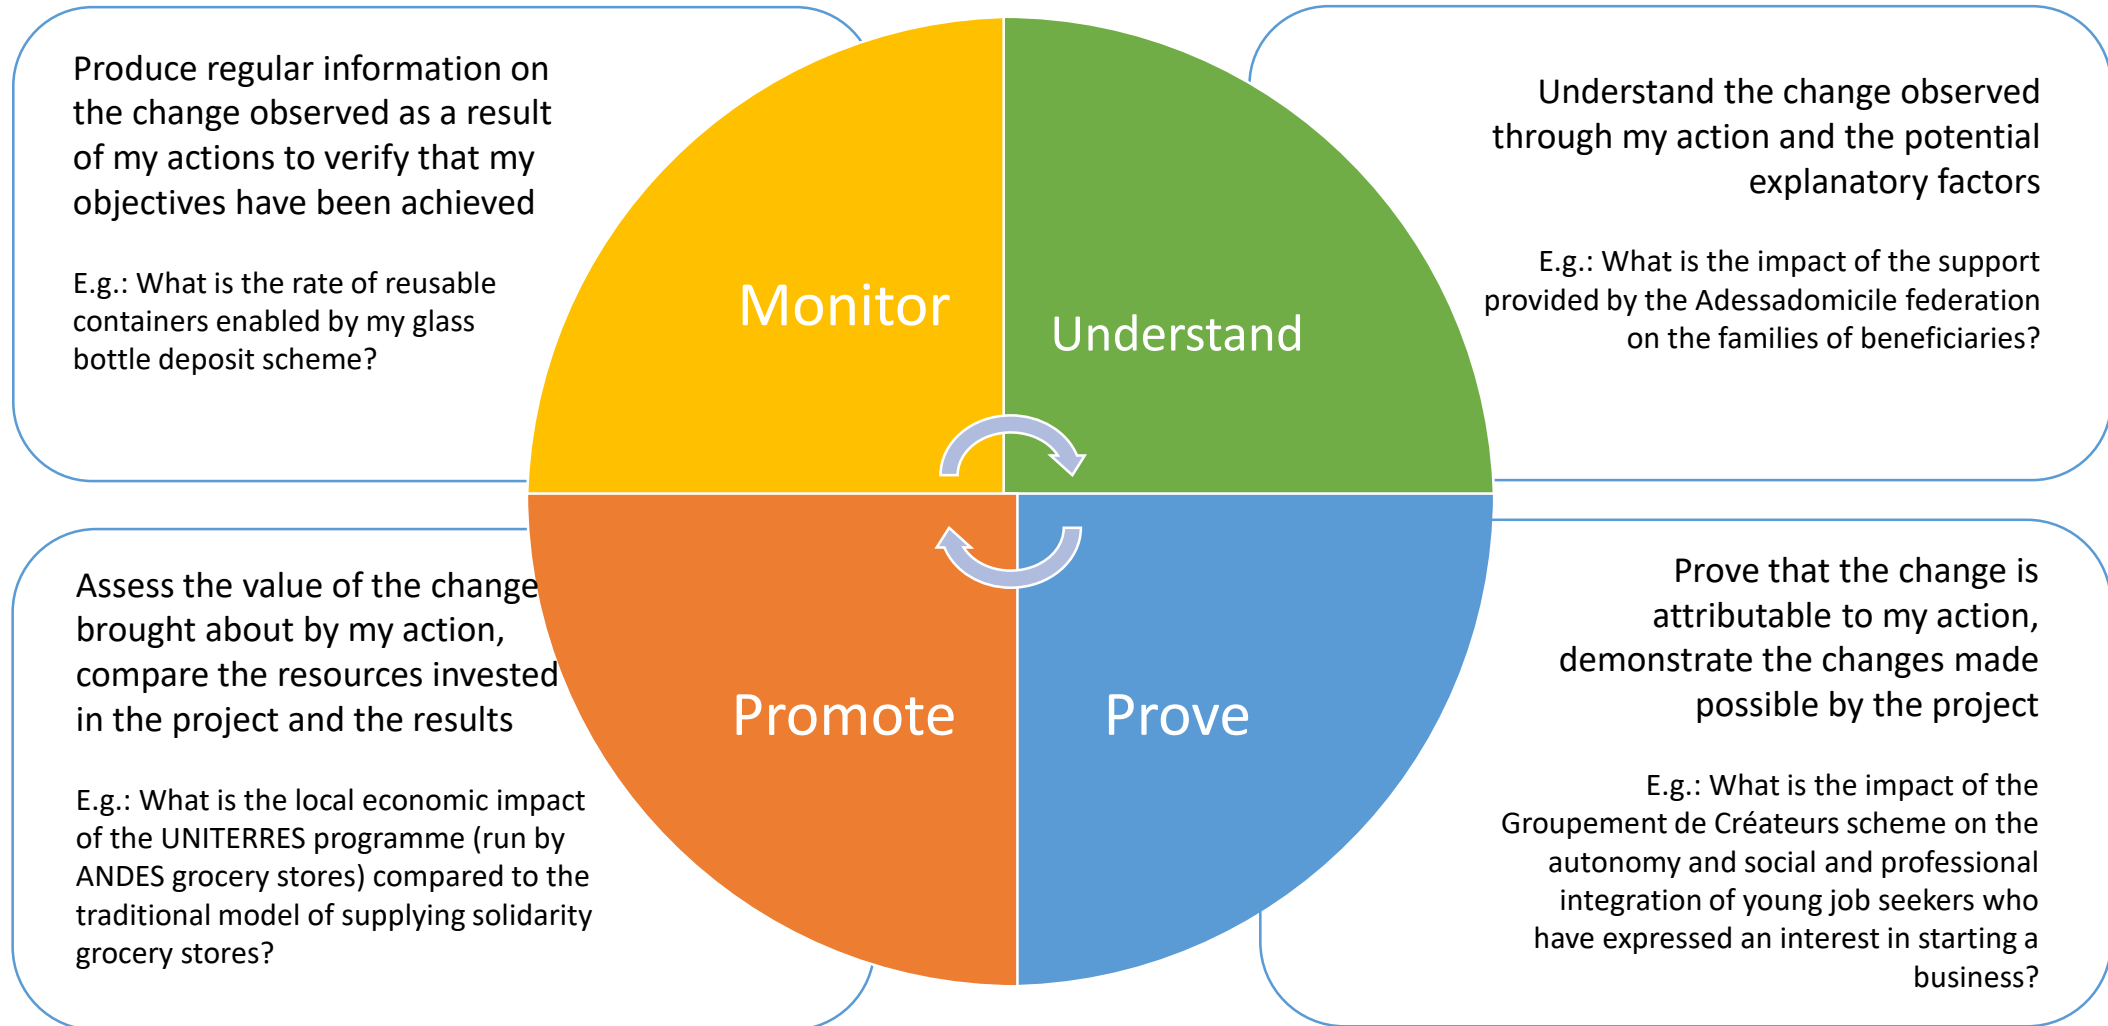 Produce regular information on
the change observed as a result
of my actions to verify that my
objectives have been achieved
E.g.: What is the rate of reusable
containers enabled by my glass
bottle deposit scheme?
Monitor
Understand
Understand the change observed
through my action and the potential
explanatory factors
E.g.: What is the impact of the support
provided by the Adessadomicile federation
on the families of beneficiaries?
Assess the value of the change
brought about by my action,
compare the resources invested
in the project and the results
E.g.: What is the local economic impact
of the UNITERRES programme (run by
ANDES grocery stores) compared to the
traditional model of supplying solidarity
grocery stores?
Promote
Prove
Prove that the change is
attributable to my action,
demonstrate the changes made
possible by the project
E.g.: What is the impact of the
Groupement de Créateurs scheme on the
autonomy and social and professional
integration of young job seekers who
have expressed an interest in starting a
business?